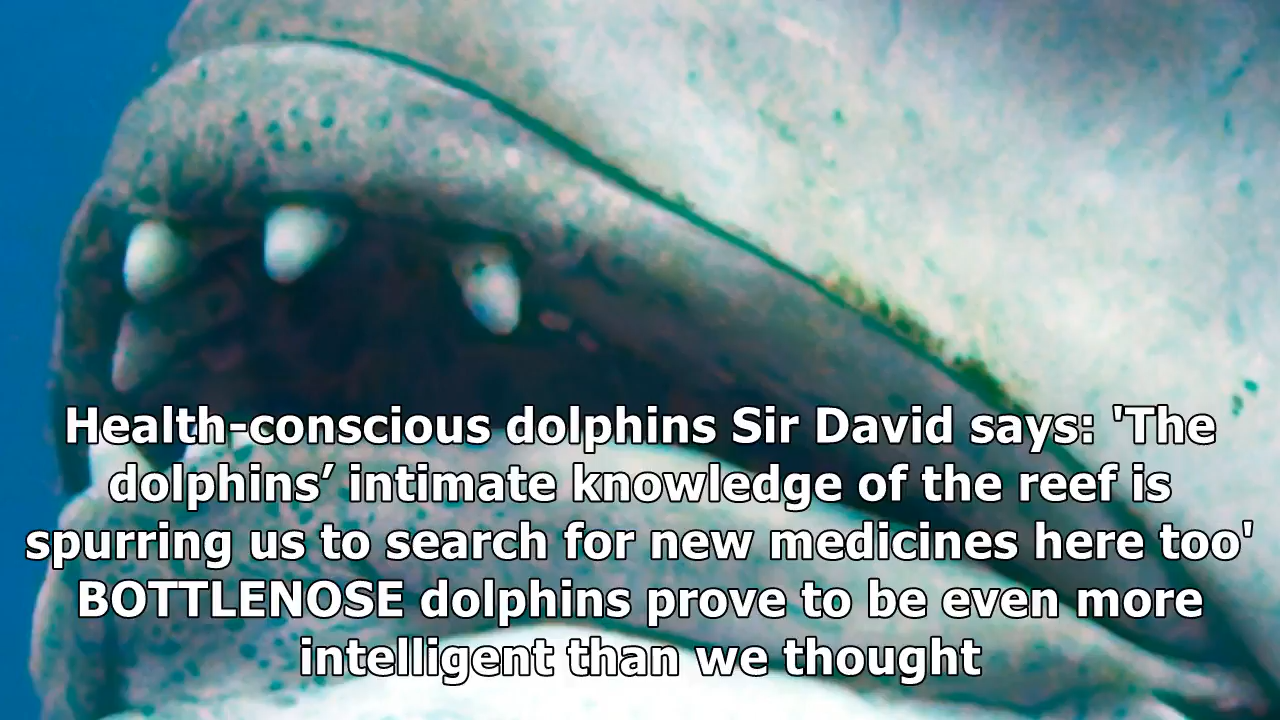 Health-conscious dolphins Sir David says: 'The
dolphins’ intimate knowledge of the reef is
spurring us to search for new medicines here too'
BOTTLENOSE dolphins prove to be even more
intelligent than we thought